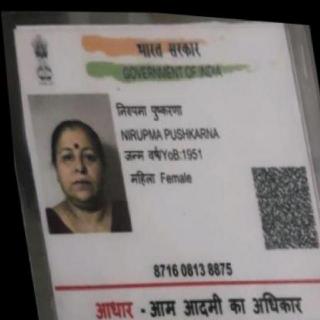 भारत सरकार
GOVERNMENT OF INDIA
निरुपमा पुष्करणा
NIRUPMA PUSHKARNA
जन्म वर्ष/YoB:1951
महिला Female
8716 0813 8875
आधार - आम आदमी का अधिकार